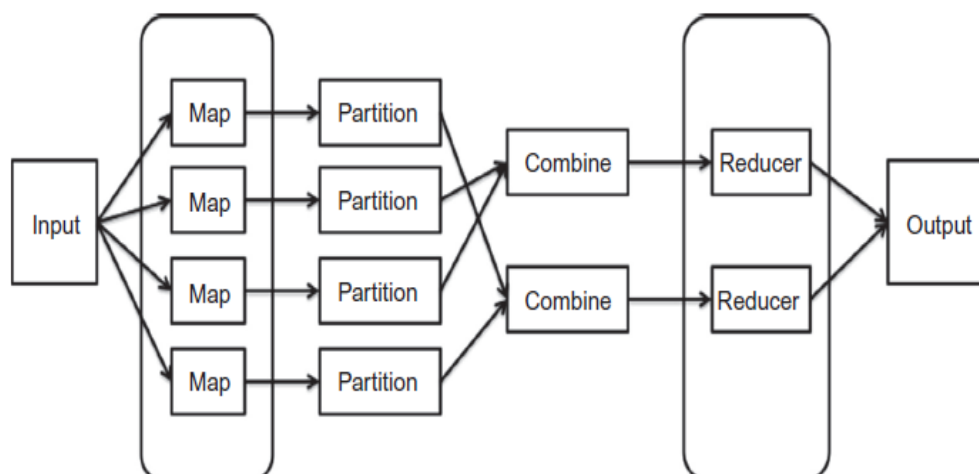 Input
Map
Map
Map
Map
Partition
Partition
Partition
Partition
Combine
Combine
Reducer
Reducer
Output